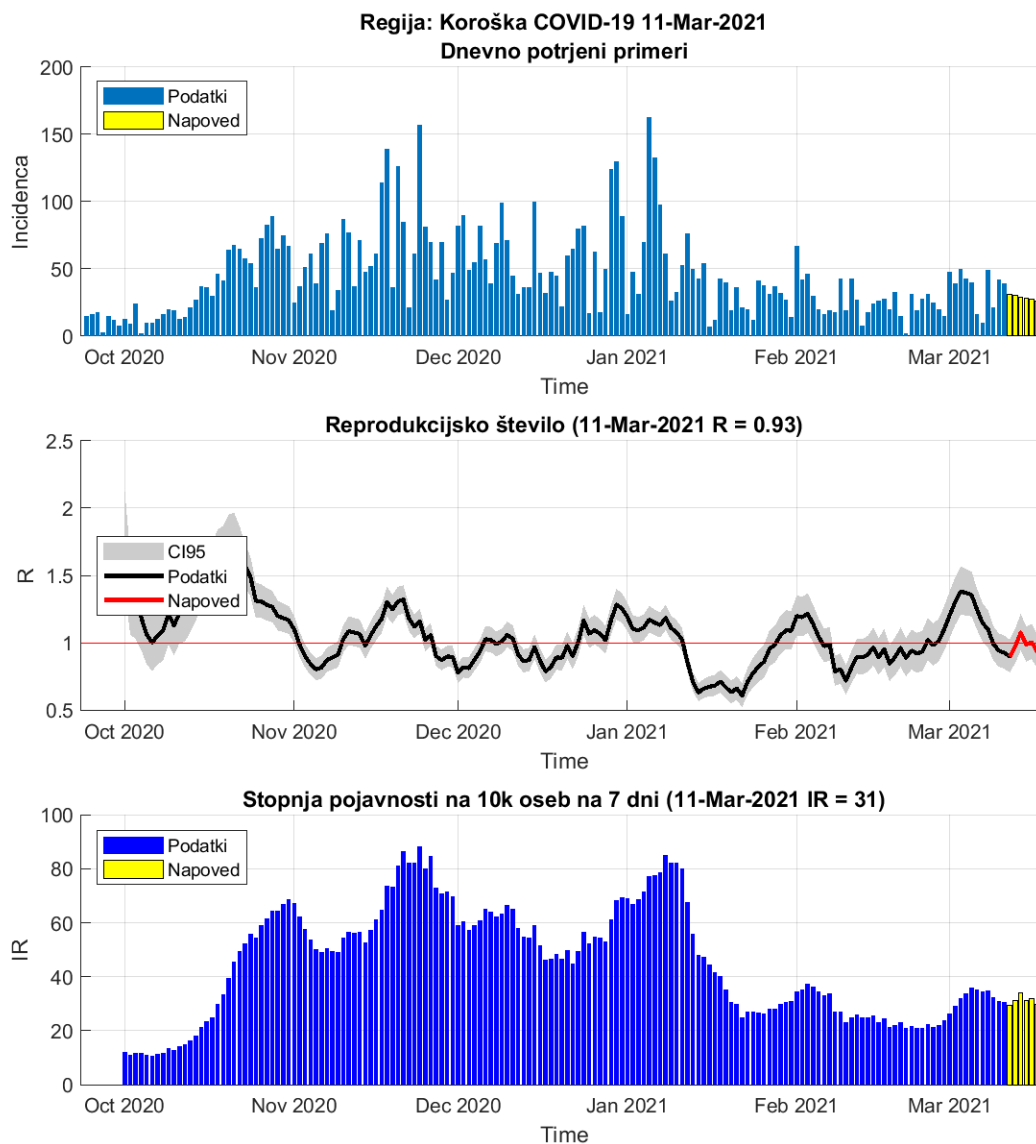 Regija: Koroška COVID-19 11-Mar-2021
Dnevno potrjeni primeri
200
150
100
50
0
Incidenca
Podatki
Napoved
Oct 2020 Nov 2020 Dec 2020 Jan 2021 Feb 2021 Mar 2021
Time
Reprodukcijsko število (11-Mar-2021 R = 0.93)
2.5
2
1.5
1
0.5
R
CI95
Podatki
Napoved
Oct 2020 Nov 2020 Dec 2020 Jan 2021 Feb 2021 Mar 2021
Time
Stopnja pojavnosti na 10k oseb na 7 dni (11-Mar-2021 IR = 31)
100
80
60
40
20
0
IR
Podatki
Napoved
Oct 2020 Nov 2020 Dec 2020 Jan 2021 Feb 2021 Mar 2021
Time